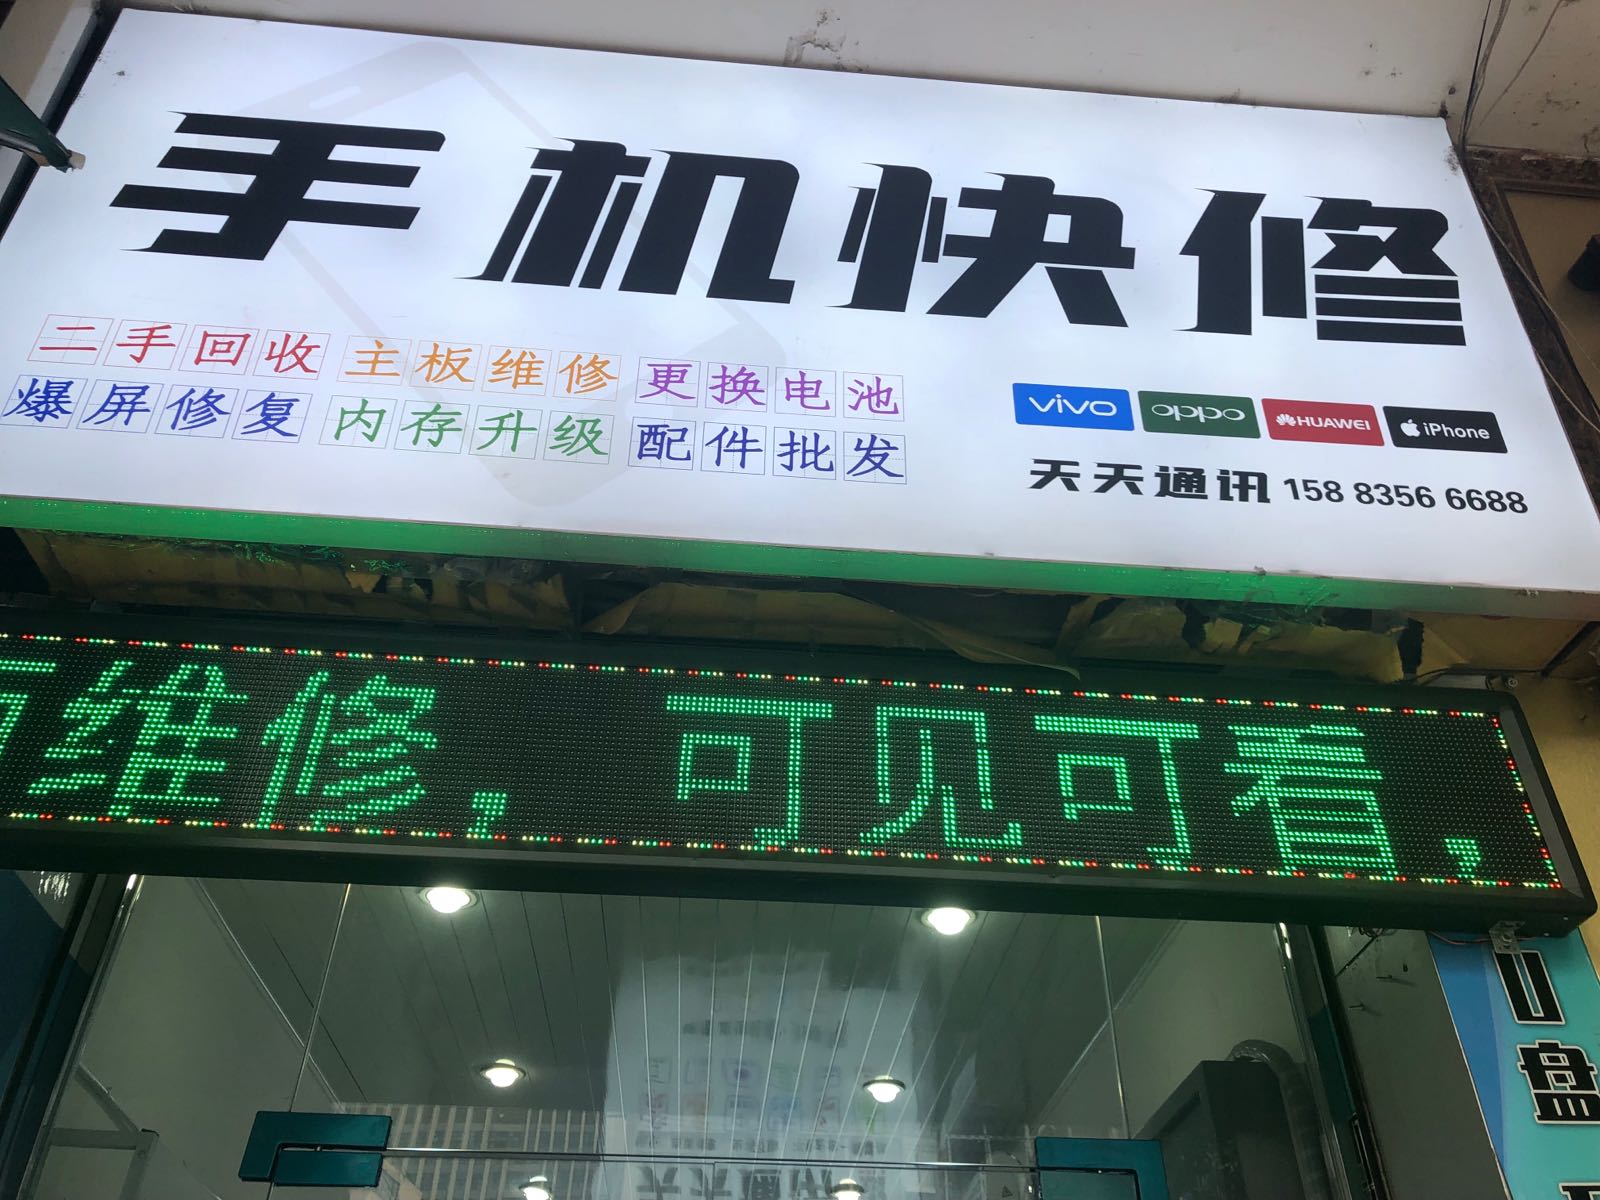 手机快修
二手回收 主板维修 更换电池
爆屏修复 内存升级 配件批发
vivo oppo HUAWEI iPhone
天天通讯 158 8356 6688
维修，可见可看，
U盘